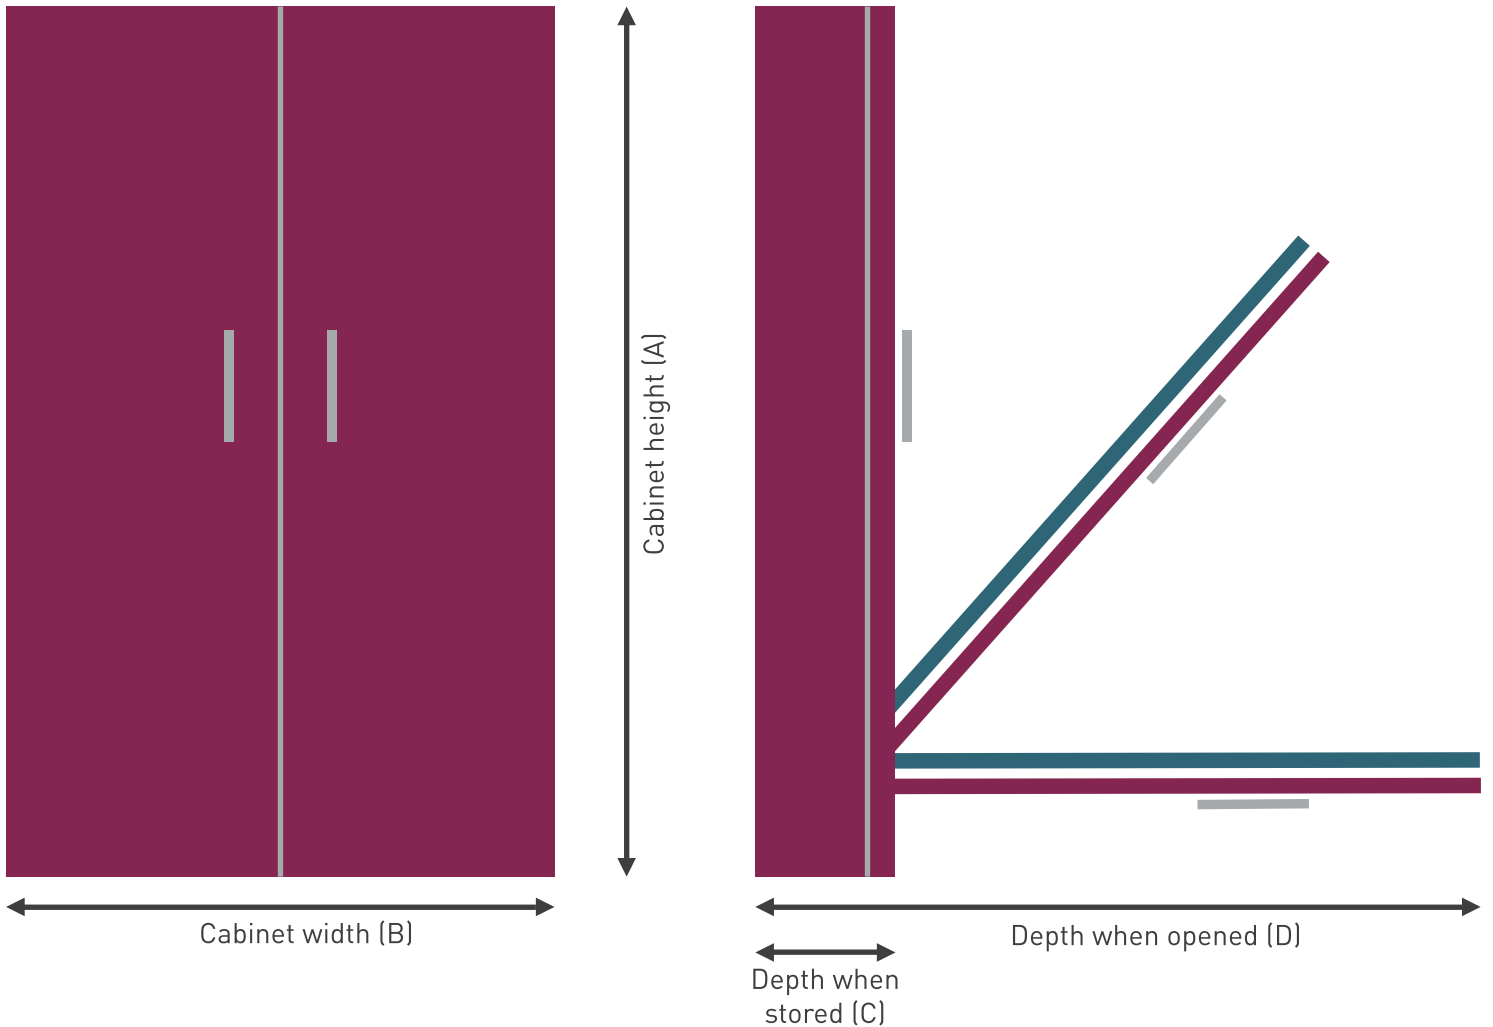 Cabinet height (A)
Cabinet width (B)
Depth when opened (D)
Depth when
stored (C)